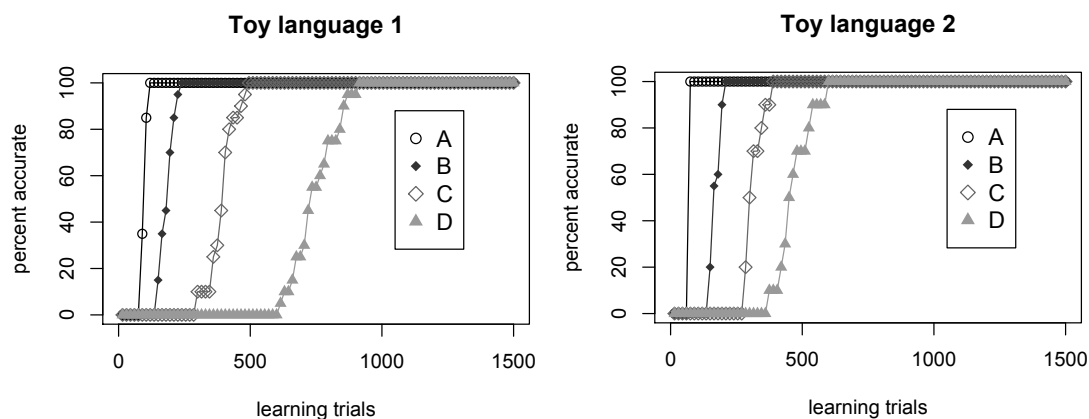 Toy language 1
percent accurate
0 20 40 60 80 100
A
B
C
D
0 500 1000 1500
learning trials
Toy language 2
percent accurate
0 20 40 60 80 100
A
B
C
D
0 500 1000 1500
learning trials